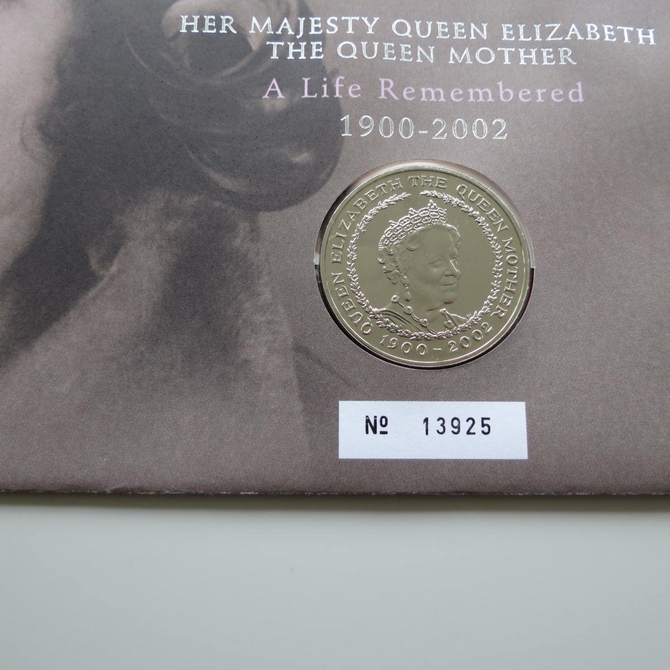 HER MAJESTY QUEEN ELIZABETH
THE QUEEN MOTHER
A Life Remembered
1900-2002
QUEEN ELIZABETH THE QUEEN MOTHER
1900-2002
Nº 13925